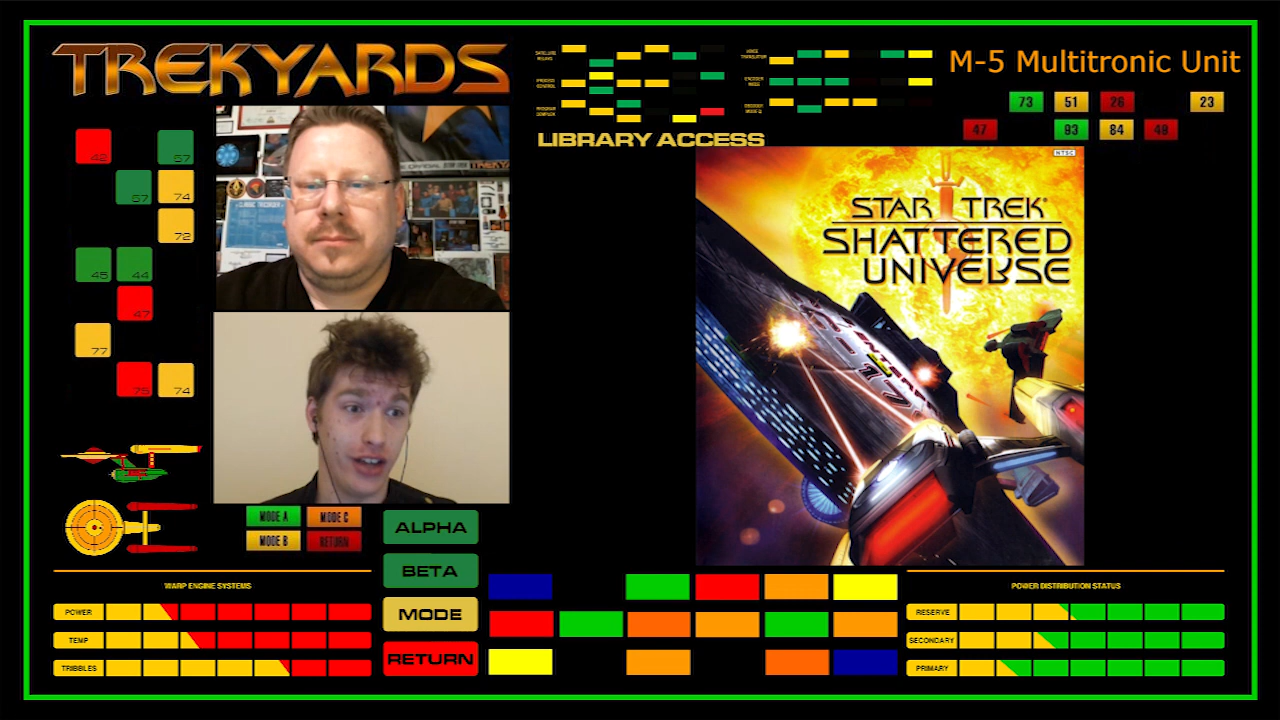 TREKYARDS
M-5 Multitronic Unit
73 51 28 23
47 93 84 49
LIBRARY ACCESS
42 57
57 74
72
45 44
47
77
75 74
NTSC
STAR TREK
SHATTERED
UNIVERSE
MODE A MODE C
MODE B RETURN
ALPHA
BETA
MODE
RETURN
WARP ENGINE SYSTEMS
POWER
TEMP
TRIBBLES
POWER DISTRIBUTION STATUS
RESERVE
SECONDARY
PRIMARY